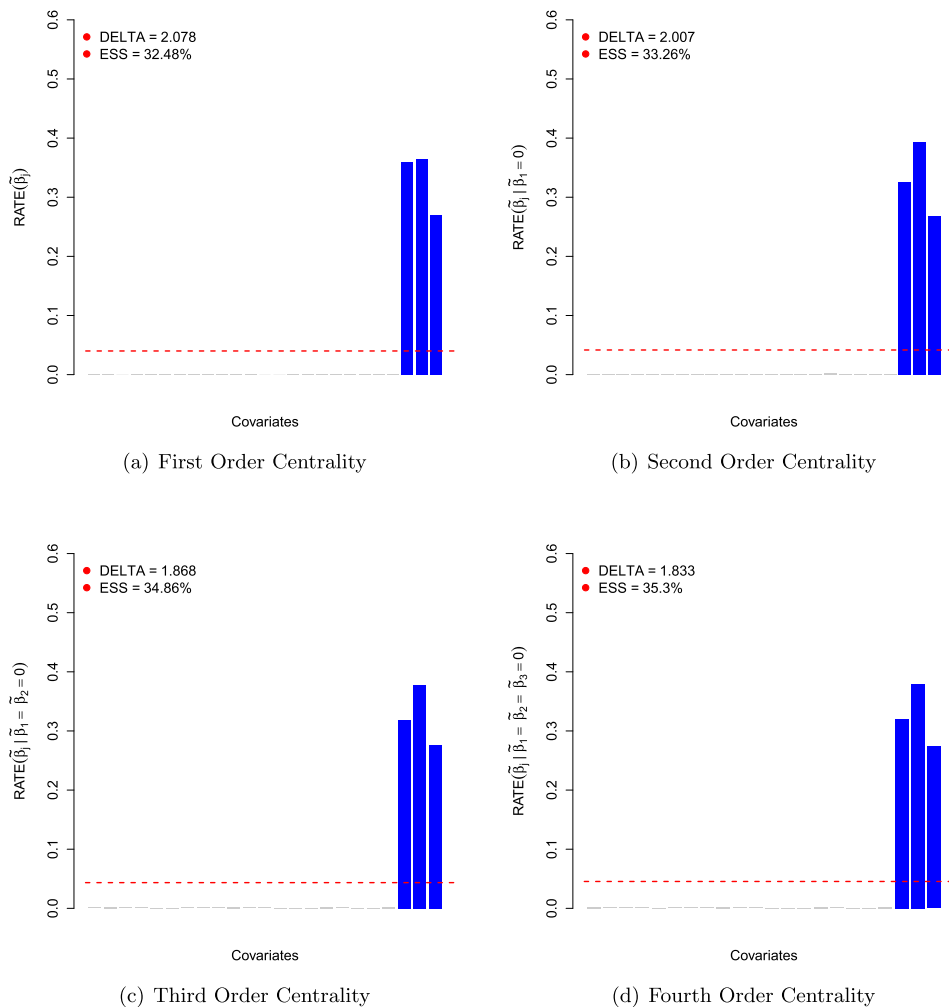 DELTA = 2.078
ESS = 32.48%
RATE(β̃j)
0.0 0.1 0.2 0.3 0.4 0.5 0.6
Covariates
(a) First Order Centrality
DELTA = 2.007
ESS = 33.26%
RATE(β̃j | β̃1 = 0)
0.0 0.1 0.2 0.3 0.4 0.5 0.6
Covariates
(b) Second Order Centrality
DELTA = 1.868
ESS = 34.86%
RATE(β̃j | β̃1 = β̃2 = 0)
0.0 0.1 0.2 0.3 0.4 0.5 0.6
Covariates
(c) Third Order Centrality
DELTA = 1.833
ESS = 35.3%
RATE(β̃j | β̃1 = β̃2 = β̃3 = 0)
0.0 0.1 0.2 0.3 0.4 0.5 0.6
Covariates
(d) Fourth Order Centrality